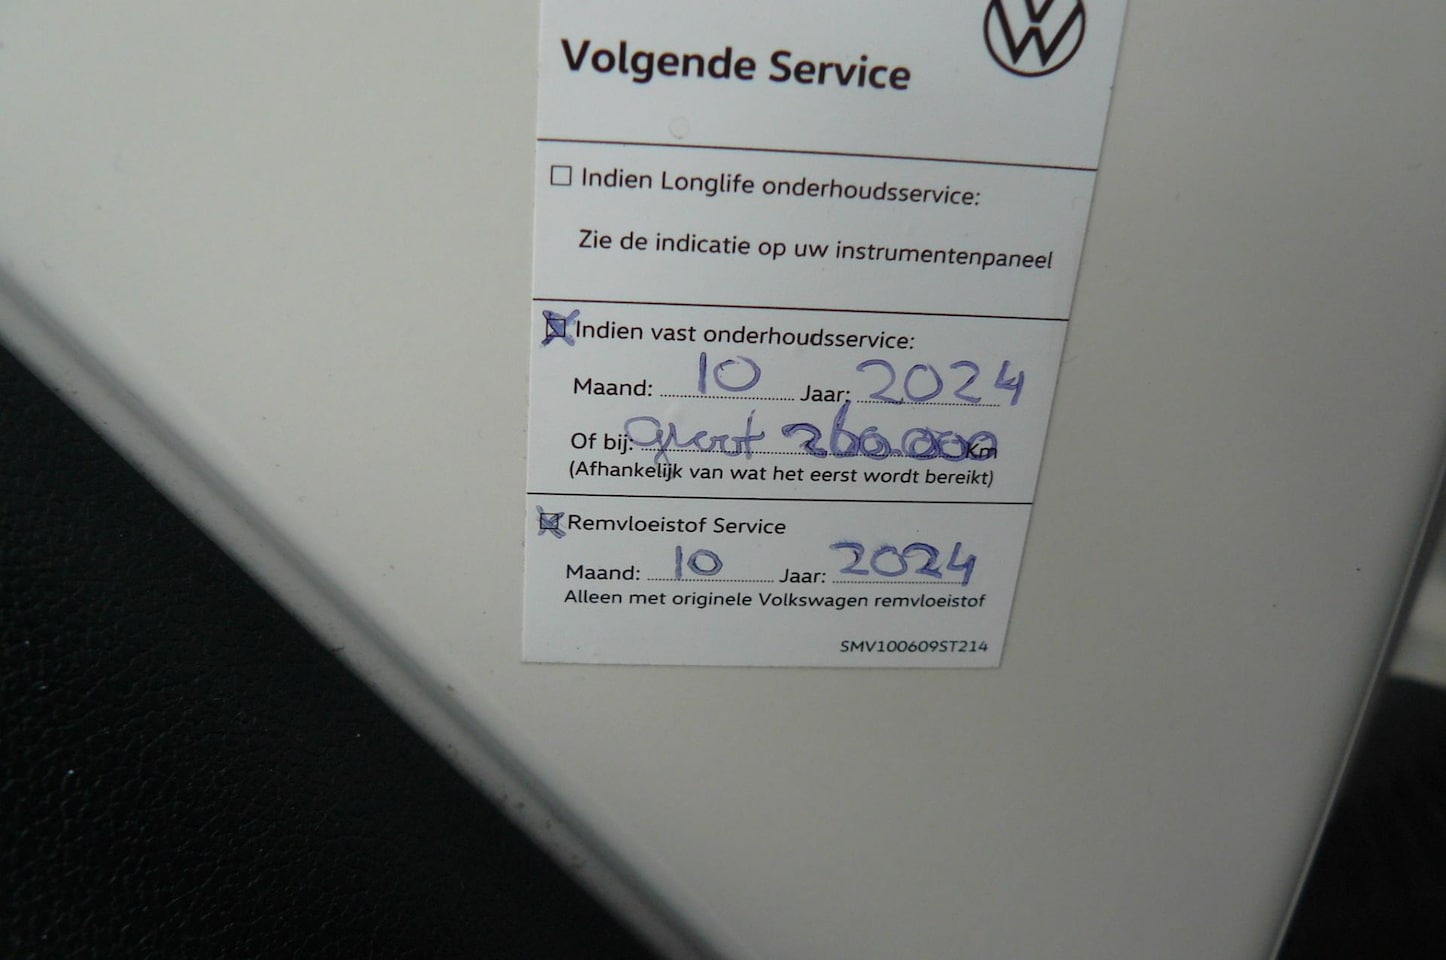 Volgende Service
☐ Indien Longlife onderhoudsservice:
Zie de indicatie op uw instrumentenpaneel
☒ Indien vast onderhoudsservice:
Maand: 10 Jaar: 2024
Of bij: groot 260.000 Km
(Afhankelijk van wat het eerst wordt bereikt)
☒ Remvloeistof Service
Maand: 10 Jaar: 2024
Alleen met originele Volkswagen remvloeistof
SMV100609ST214